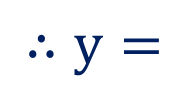 ∴ y =